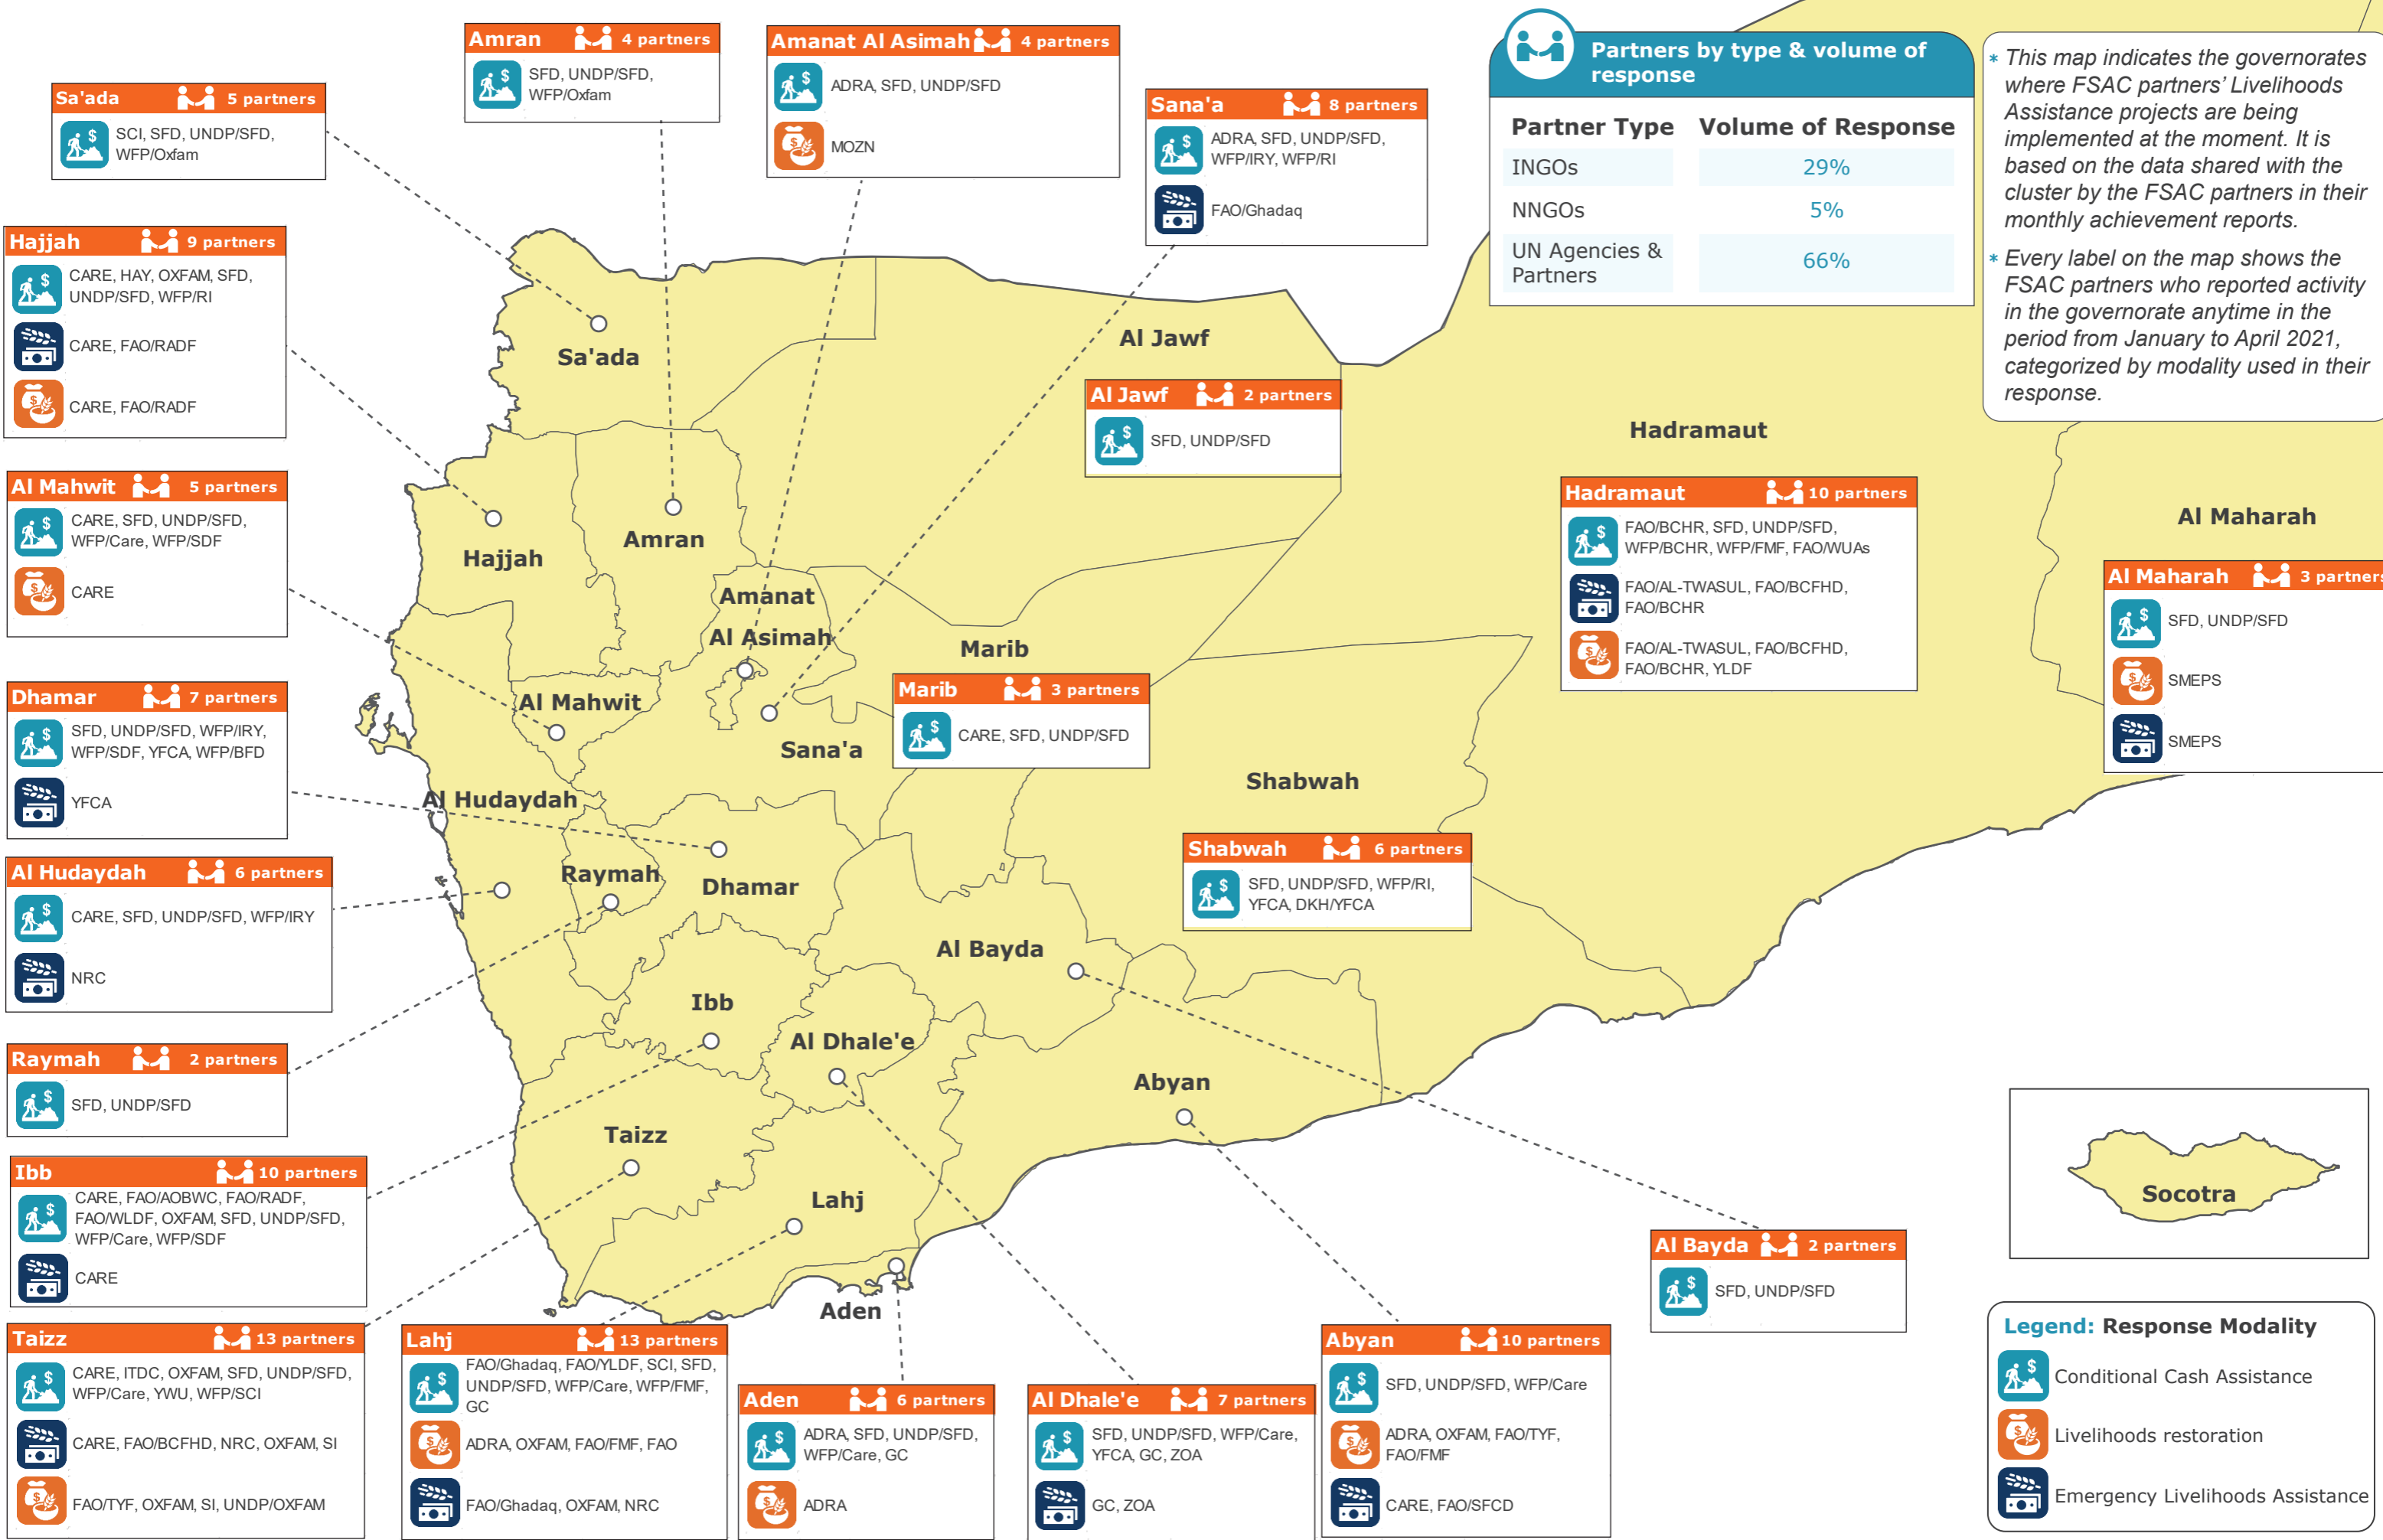 Amran 4 partners
SFD, UNDP/SFD,
WFP/Oxfam
Amanat Al Asimah 4 partners
ADRA, SFD, UNDP/SFD
MOZN
Sa'ada 5 partners
SCI, SFD, UNDP/SFD,
WFP/Oxfam
Sana'a 8 partners
ADRA, SFD, UNDP/SFD,
WFP/IRY, WFP/RI
FAO/Ghadaq
Partners by type & volume of
response
Partner Type Volume of Response
INGOs 29%
NNGOs 5%
UN Agencies &
Partners
66%
* This map indicates the governorates
where FSAC partners' Livelihoods
Assistance projects are being
implemented at the moment. It is
based on the data shared with the
cluster by the FSAC partners in their
monthly achievement reports.
* Every label on the map shows the
FSAC partners who reported activity
in the governorate anytime in the
period from January to April 2021,
categorized by modality used in their
response.
Hajjah 9 partners
CARE, HAY, OXFAM, SFD,
UNDP/SFD, WFP/RI
CARE, FAO/RADF
CARE, FAO/RADF
Al Mahwit 5 partners
CARE, SFD, UNDP/SFD,
WFP/Care, WFP/SDF
CARE
Dhamar 7 partners
SFD, UNDP/SFD, WFP/IRY,
WFP/SDF, YFCA, WFP/BFD
YFCA
Al Hudaydah 6 partners
CARE, SFD, UNDP/SFD, WFP/IRY
NRC
Raymah 2 partners
SFD, UNDP/SFD
Ibb 10 partners
CARE, FAO/AOBWC, FAO/RADF,
FAO/WLDF, OXFAM, SFD, UNDP/SFD,
WFP/Care, WFP/SDF
CARE
Taizz 13 partners
CARE, ITDC, OXFAM, SFD, UNDP/SFD,
WFP/Care, YWU, WFP/SCI
CARE, FAO/BCFHD, NRC, OXFAM, SI
FAO/TYF, OXFAM, SI, UNDP/OXFAM
Lahj 13 partners
FAO/Ghadaq, FAO/YLDF, SCI, SFD,
UNDP/SFD, WFP/Care, WFP/FMF,
GC
ADRA, OXFAM, FAO/FMF, FAO
FAO/Ghadaq, OXFAM, NRC
Aden 6 partners
ADRA, SFD, UNDP/SFD,
WFP/Care, GC
ADRA
Al Dhale'e 7 partners
SFD, UNDP/SFD, WFP/Care,
YFCA, GC, ZOA
GC, ZOA
Abyan 10 partners
SFD, UNDP/SFD, WFP/Care
ADRA, OXFAM, FAO/TYF,
FAO/FMF
CARE, FAO/SFCD
Al Bayda 2 partners
SFD, UNDP/SFD
Al Jawf 2 partners
SFD, UNDP/SFD
Marib 3 partners
CARE, SFD, UNDP/SFD
Shabwah 6 partners
SFD, UNDP/SFD, WFP/RI,
YFCA, DKH/YFCA
Hadramaut 10 partners
FAO/BCHR, SFD, UNDP/SFD,
WFP/BCHR, WFP/FMF, FAO/WUAs
FAO/AL-TWASUL, FAO/BCFHD,
FAO/BCHR
FAO/AL-TWASUL, FAO/BCFHD,
FAO/BCHR, YLDF
Al Maharah 3 partners
SFD, UNDP/SFD
SMEPS
SMEPS
Sa'ada
Al Jawf
Hadramaut
Al Maharah
Hajjah
Amran
Amanat
Al Asimah
Marib
Al Mahwit
Sana'a
Shabwah
Al Hudaydah
Raymah
Dhamar
Al Bayda
Ibb
Al Dhale'e
Abyan
Taizz
Lahj
Aden
Socotra
Legend: Response Modality
Conditional Cash Assistance
Livelihoods restoration
Emergency Livelihoods Assistance